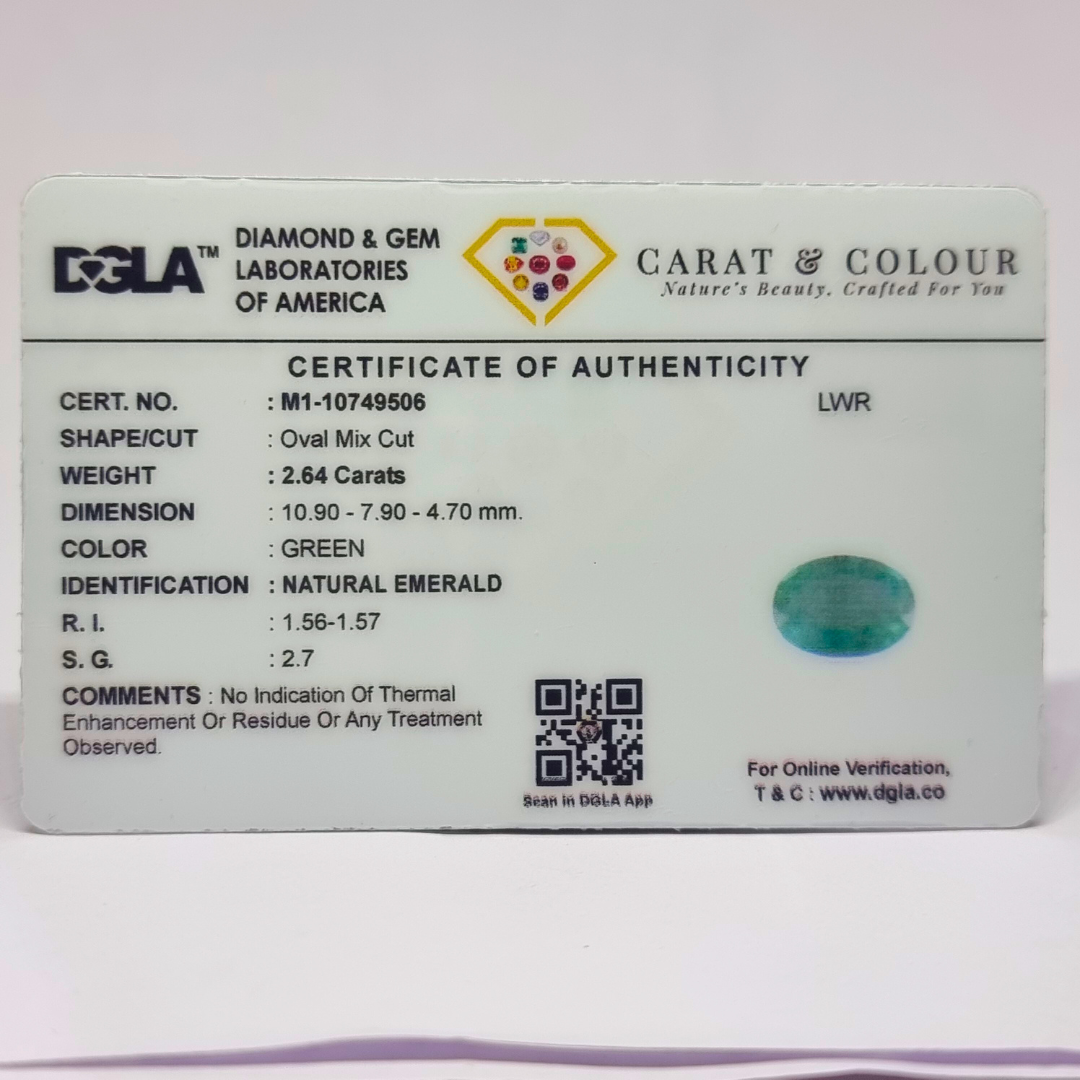 DGLA™
DIAMOND & GEM
LABORATORIES
OF AMERICA
CARAT & COLOUR
Nature's Beauty, Crafted For You
CERTIFICATE OF AUTHENTICITY
CERT. NO. : M1-10749506
LWR
SHAPE/CUT : Oval Mix Cut
WEIGHT : 2.64 Carats
DIMENSION : 10.90 - 7.90 - 4.70 mm.
COLOR : GREEN
IDENTIFICATION : NATURAL EMERALD
R. I. : 1.56-1.57
S. G. : 2.7
COMMENTS : No Indication Of Thermal
Enhancement Or Residue Or Any Treatment
Observed.
Scan in DGLA App
For Online Verification,
T & C : www.dgla.co